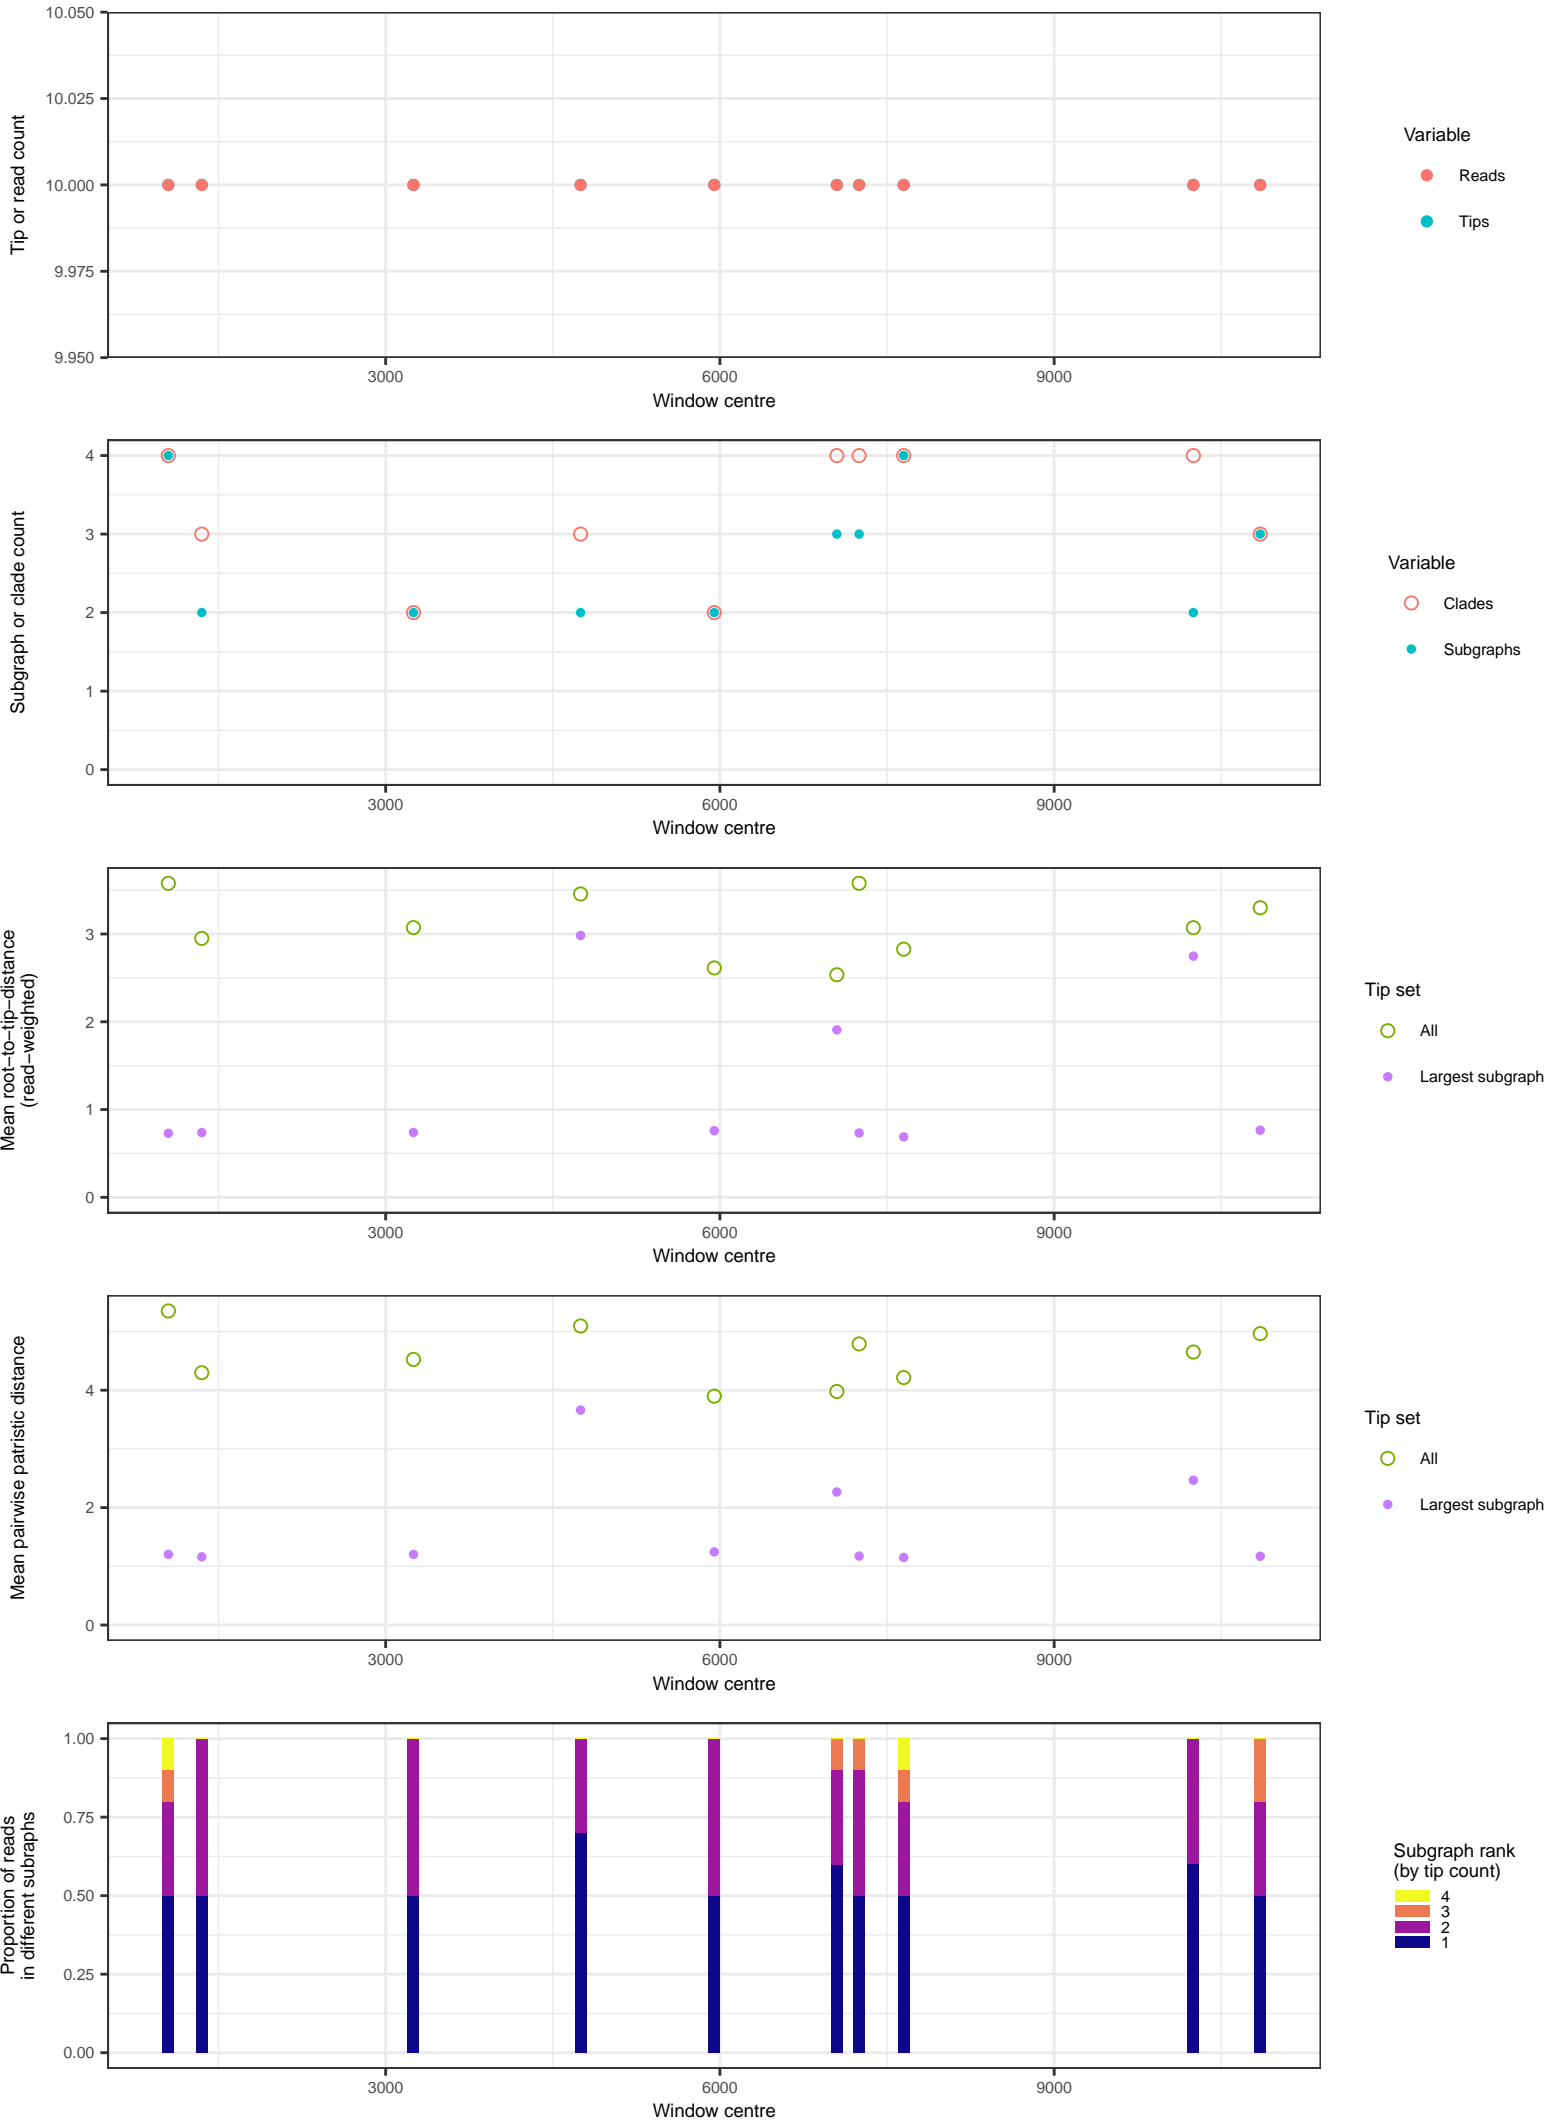 10.050
10.025
10.000
9.975
9.950
Tip or read count
3000
6000
9000
Window centre
Variable
Reads
Tips
4
3
2
1
0
Subgraph or clade count
3000
6000
9000
Window centre
Variable
Clades
Subgraphs
3
2
1
0
Mean root−to−tip−distance
(read−weighted)
3000
6000
9000
Window centre
Tip set
All
Largest subgraph
4
2
0
Mean pairwise patristic distance
3000
6000
9000
Window centre
Tip set
All
Largest subgraph
1.00
0.75
0.50
0.25
0.00
Proportion of reads
in different subraphs
3000
6000
9000
Window centre
Subgraph rank
(by tip count)
4
3
2
1